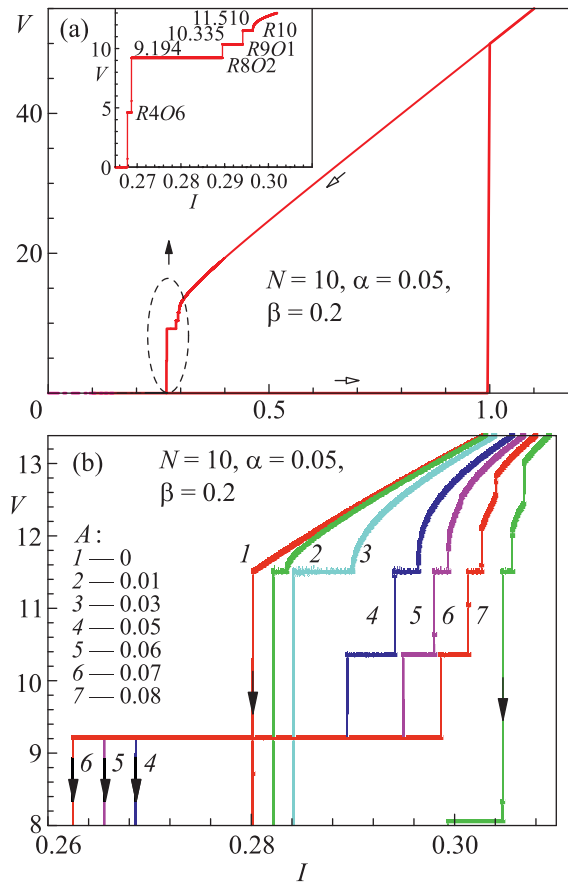 V
(a)
11.510
10.335
9.194
R10
R9O1
R8O2
R4O6
10
5
0
V
0.27 0.28 0.29 0.30
I
40
20
N = 10, α = 0.05,
β = 0.2
0 0.5 1.0
(b)
N = 10, α = 0.05,
β = 0.2
V
13
12
11
10
9
8
A :
1 — 0
2 — 0.01
3 — 0.03
4 — 0.05
5 — 0.06
6 — 0.07
7 — 0.08
1 2 3
4 5 6 7
6 5 4
0.26 0.28 0.30
I